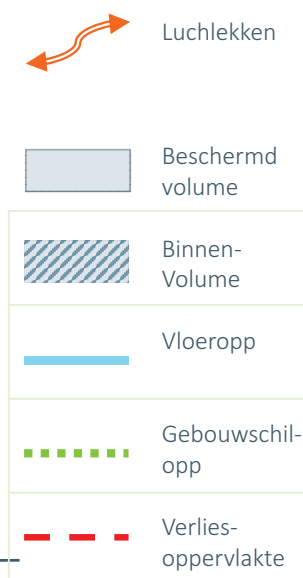 Luchlekken
Beschermd
volume
Binnen-
Volume
Vloeropp
Gebouwschil-
opp
Verlies-
oppervlakte